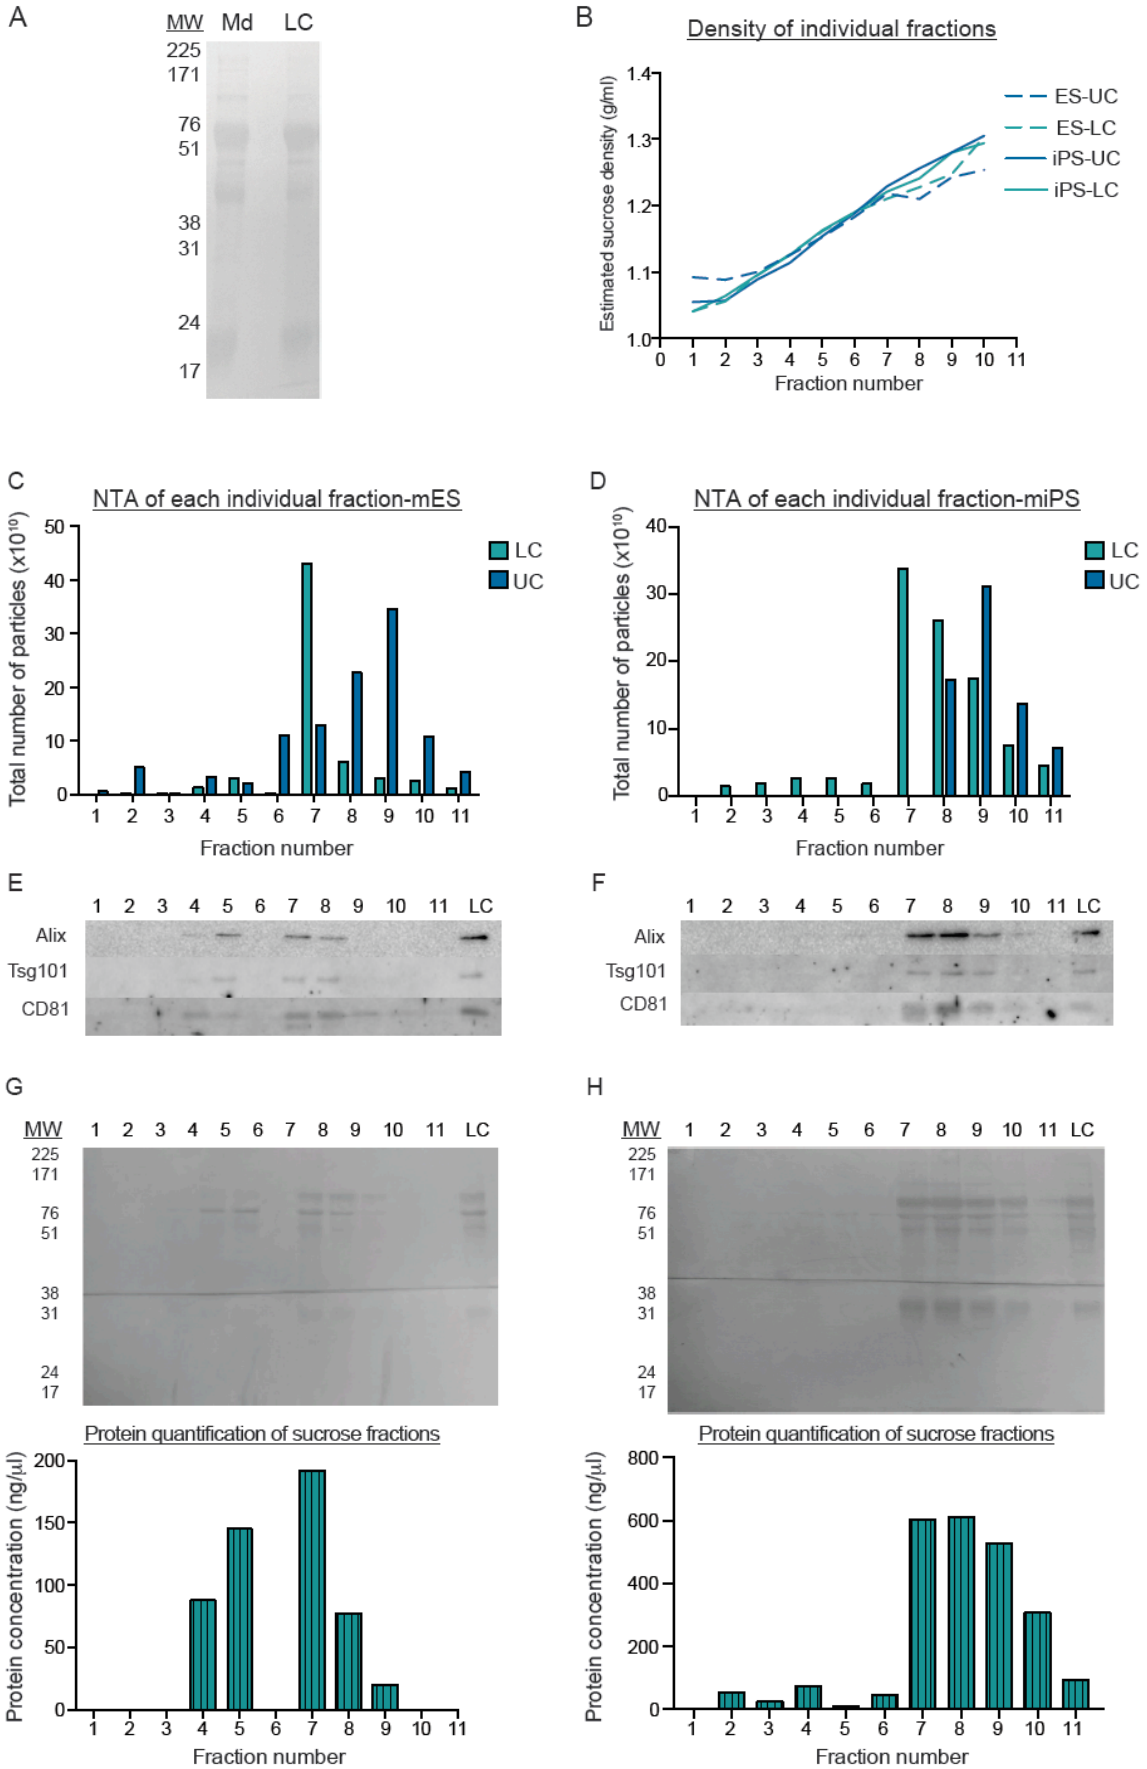 A
MW Md LC
225
171
76
51
38
31
24
17
B
Density of individual fractions
Estimated sucrose density (g/ml)
1.4
1.3
1.2
1.1
1.0
0 1 2 3 4 5 6 7 8 9 10 11
Fraction number
ES-UC
ES-LC
iPS-UC
iPS-LC
C
NTA of each individual fraction-mES
Total number of particles (x10¹⁰)
50
40
30
20
10
0
1 2 3 4 5 6 7 8 9 10 11
Fraction number
LC
UC
D
NTA of each individual fraction-miPS
Total number of particles (x10¹⁰)
40
30
20
10
0
1 2 3 4 5 6 7 8 9 10 11
Fraction number
LC
UC
E
1 2 3 4 5 6 7 8 9 10 11 LC
Alix
Tsg101
CD81
F
1 2 3 4 5 6 7 8 9 10 11 LC
Alix
Tsg101
CD81
G
MW 1 2 3 4 5 6 7 8 9 10 11 LC
225
171
76
51
38
31
24
17
Protein quantification of sucrose fractions
Protein concentration (ng/µl)
200
150
100
50
0
1 2 3 4 5 6 7 8 9 10 11
Fraction number
H
MW 1 2 3 4 5 6 7 8 9 10 11 LC
225
171
76
51
38
31
24
17
Protein quantification of sucrose fractions
Protein concentration (ng/µl)
800
600
400
200
0
1 2 3 4 5 6 7 8 9 10 11
Fraction number